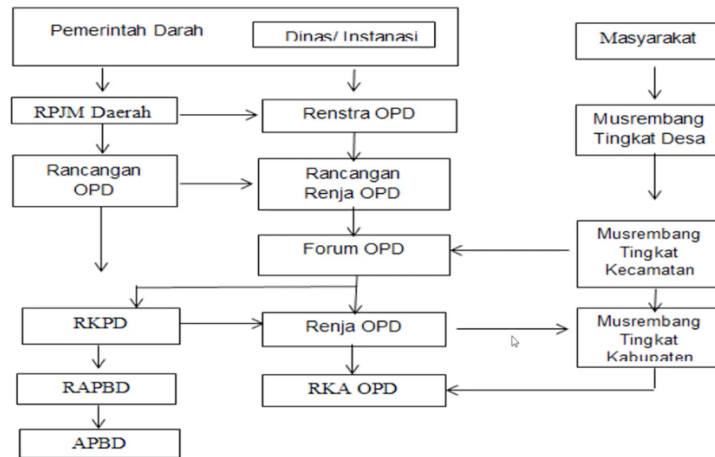 Pemerintah Darah
Dinas/ Instanasi
Masyarakat
RPJM Daerah
Renstra OPD
Musrembang
Tingkat Desa
Rancangan
OPD
Rancangan
Renja OPD
Forum OPD
Musrembang
Tingkat
Kecamatan
RKPD
Renja OPD
Musrembang
Tingkat
Kabupaten
RAPBD
RKA OPD
APBD